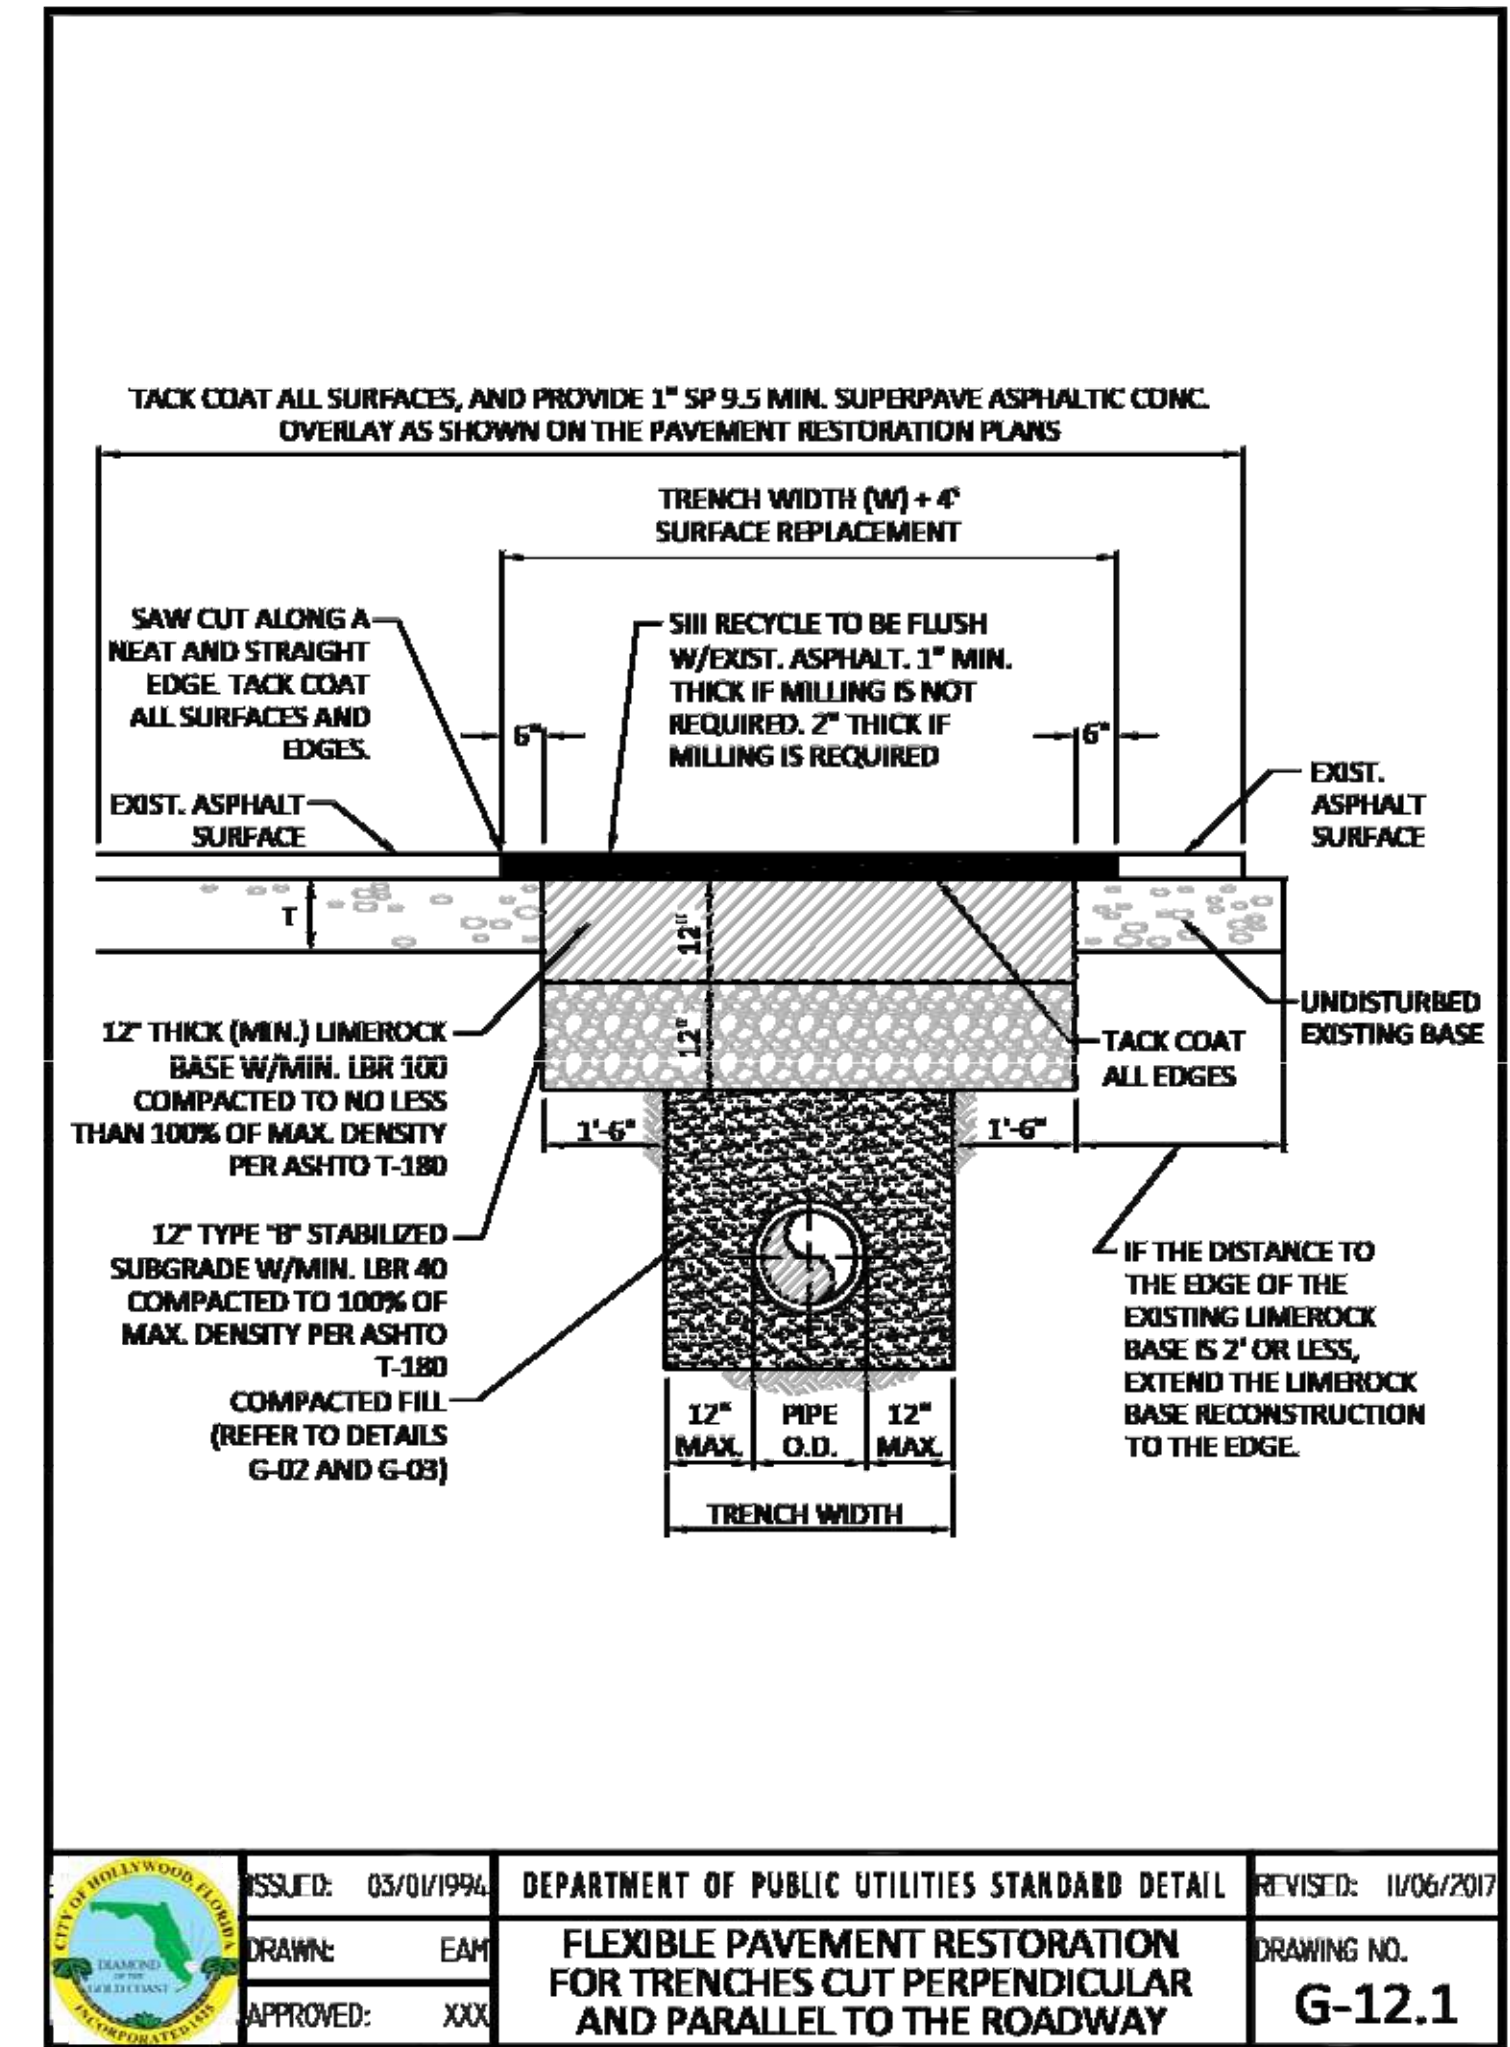 TACK COAT ALL SURFACES, AND PROVIDE 1" SP 9.5 MIN. SUPERPAVE ASPHALTIC CONC.
OVERLAY AS SHOWN ON THE PAVEMENT RESTORATION PLANS
TRENCH WIDTH (W) + 4'
SURFACE REPLACEMENT
SAW CUT ALONG A
NEAT AND STRAIGHT
EDGE. TACK COAT
ALL SURFACES AND
EDGES.
SIII RECYCLE TO BE FLUSH
W/EXIST. ASPHALT. 1" MIN.
THICK IF MILLING IS NOT
REQUIRED. 2" THICK IF
MILLING IS REQUIRED
6"
6"
EXIST. ASPHALT
SURFACE
EXIST.
ASPHALT
SURFACE
T
12"
12"
12" THICK (MIN.) LIMEROCK
BASE W/MIN. LBR 100
COMPACTED TO NO LESS
THAN 100% OF MAX. DENSITY
PER ASHTO T-180
UNDISTURBED
EXISTING BASE
TACK COAT
ALL EDGES
1'-6"
1'-6"
12" TYPE "B" STABILIZED
SUBGRADE W/MIN. LBR 40
COMPACTED TO 100% OF
MAX. DENSITY PER ASHTO
T-180
COMPACTED FILL
(REFER TO DETAILS
G-02 AND G-03)
IF THE DISTANCE TO
THE EDGE OF THE
EXISTING LIMEROCK
BASE IS 2' OR LESS,
EXTEND THE LIMEROCK
BASE RECONSTRUCTION
TO THE EDGE.
12"
MAX.
PIPE
O.D.
12"
MAX.
TRENCH WIDTH
CITY OF HOLLYWOOD, FLORIDA
DIAMOND
OF THE
GOLD COAST
INCORPORATED 1925
ISSUED: 03/01/1994
DRAWN: EAM
APPROVED: XXX
DEPARTMENT OF PUBLIC UTILITIES STANDARD DETAIL
FLEXIBLE PAVEMENT RESTORATION
FOR TRENCHES CUT PERPENDICULAR
AND PARALLEL TO THE ROADWAY
REVISED: 11/06/2017
DRAWING NO.
G-12.1